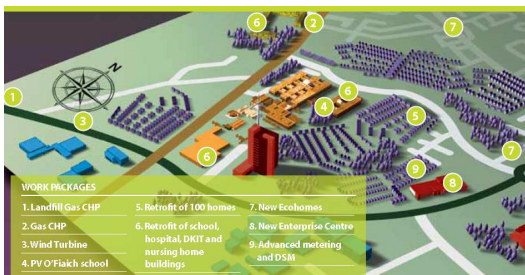 6
2
7
N
1
6
4
3
5
6
7
9
8
WORK PACKAGES
1. Landfill Gas CHP
2. Gas CHP
3. Wind Turbine
4. PV O'Fiaich school
5. Retrofit of 100 homes
6. Retrofit of school,
hospital, DKIT and
nursing home
buildings
7. New Ecohomes
8. New Enterprise Centre
9. Advanced metering
and DSM